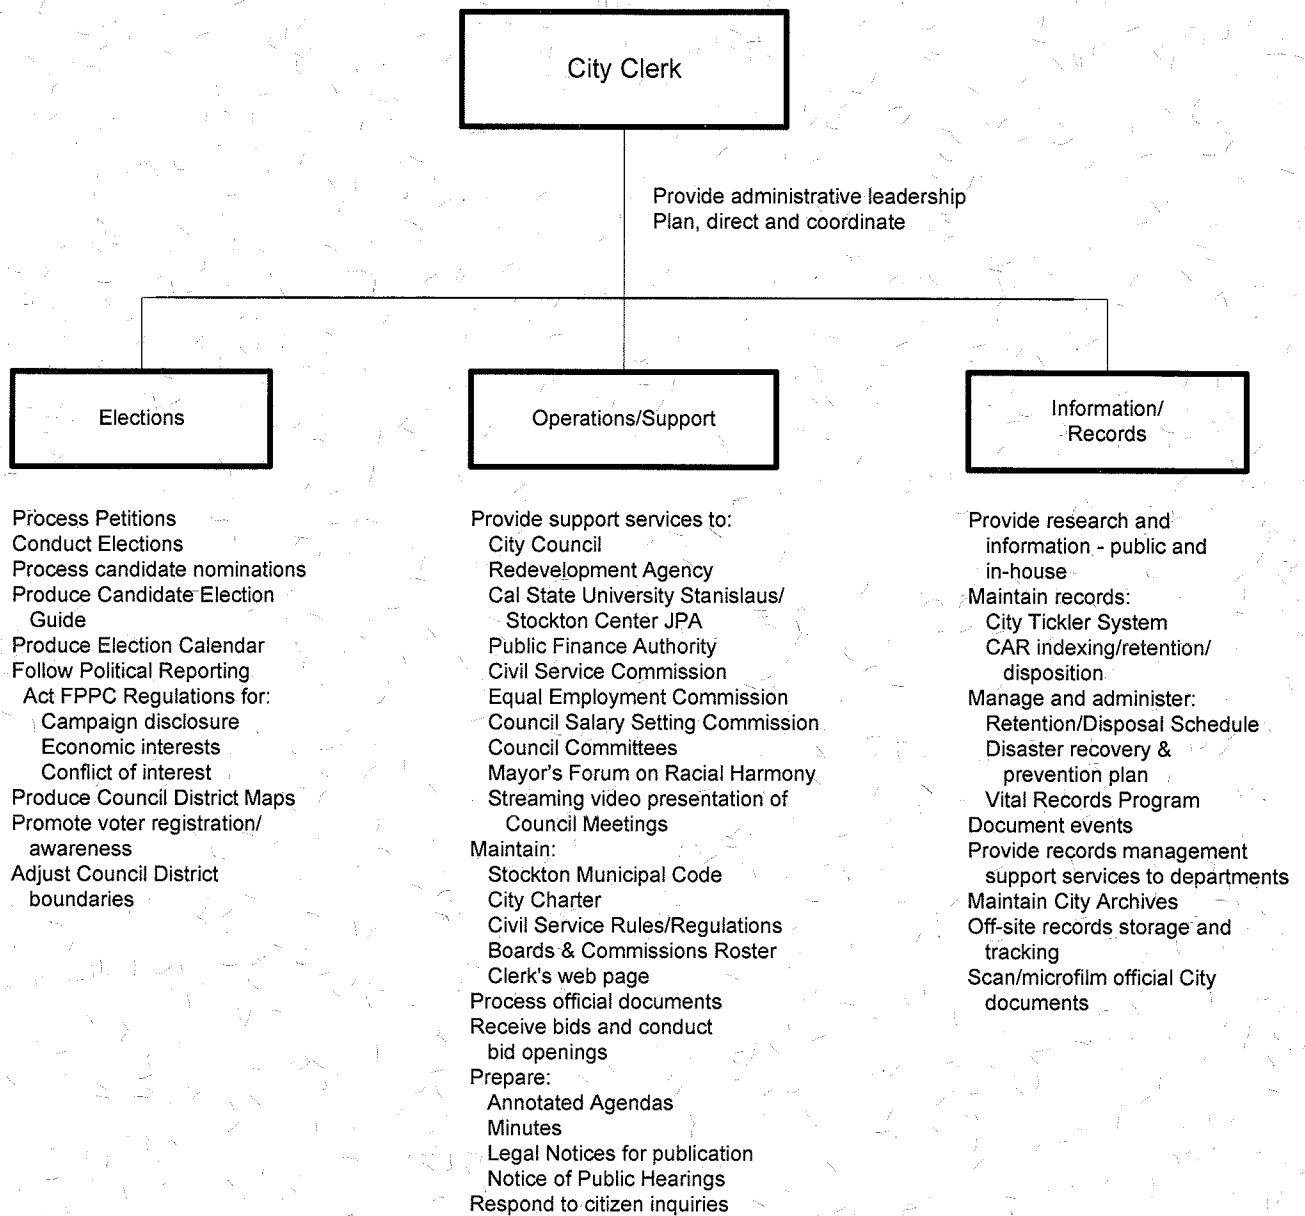 City Clerk
Provide administrative leadership
Plan, direct and coordinate
Elections
Process Petitions
Conduct Elections
Process candidate nominations
Produce Candidate Election
Guide
Produce Election Calendar
Follow Political Reporting
Act FPPC Regulations for:
Campaign disclosure
Economic interests
Conflict of interest
Produce Council District Maps
Promote voter registration/
awareness
Adjust Council District
boundaries
Operations/Support
Provide support services to:
City Council
Redevelopment Agency
Cal State University Stanislaus/
Stockton Center JPA
Public Finance Authority
Civil Service Commission
Equal Employment Commission
Council Salary Setting Commission
Council Committees
Mayor's Forum on Racial Harmony
Streaming video presentation of
Council Meetings
Maintain:
Stockton Municipal Code
City Charter
Civil Service Rules/Regulations
Boards & Commissions Roster
Clerk's web page
Process official documents
Receive bids and conduct
bid openings
Prepare:
Annotated Agendas
Minutes
Legal Notices for publication
Notice of Public Hearings
Respond to citizen inquiries
Information/
Records
Provide research and
information - public and
in-house
Maintain records:
City Tickler System
CAR indexing/retention/
disposition
Manage and administer:
Retention/Disposal Schedule
Disaster recovery &
prevention plan
Vital Records Program
Document events
Provide records management
support services to departments
Maintain City Archives
Off-site records storage and
tracking
Scan/microfilm official City
documents